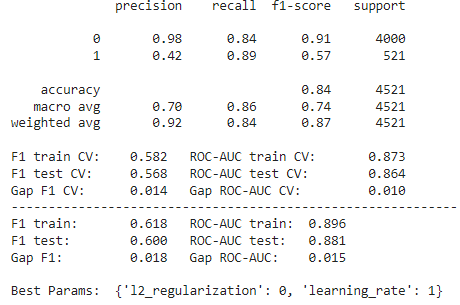 precision recall f1-score support
0 0.98 0.84 0.91 4000
1 0.42 0.89 0.57 521
accuracy 0.84 4521
macro avg 0.70 0.86 0.74 4521
weighted avg 0.92 0.84 0.87 4521
F1 train CV: 0.582 ROC-AUC train CV: 0.873
F1 test CV: 0.568 ROC-AUC test CV: 0.864
Gap F1 CV: 0.014 Gap ROC-AUC CV: 0.010
------------------------------------------------------------
F1 train: 0.618 ROC-AUC train: 0.896
F1 test: 0.600 ROC-AUC test: 0.881
Gap F1: 0.018 Gap ROC-AUC: 0.015
Best Params: {'l2_regularization': 0, 'learning_rate': 1}